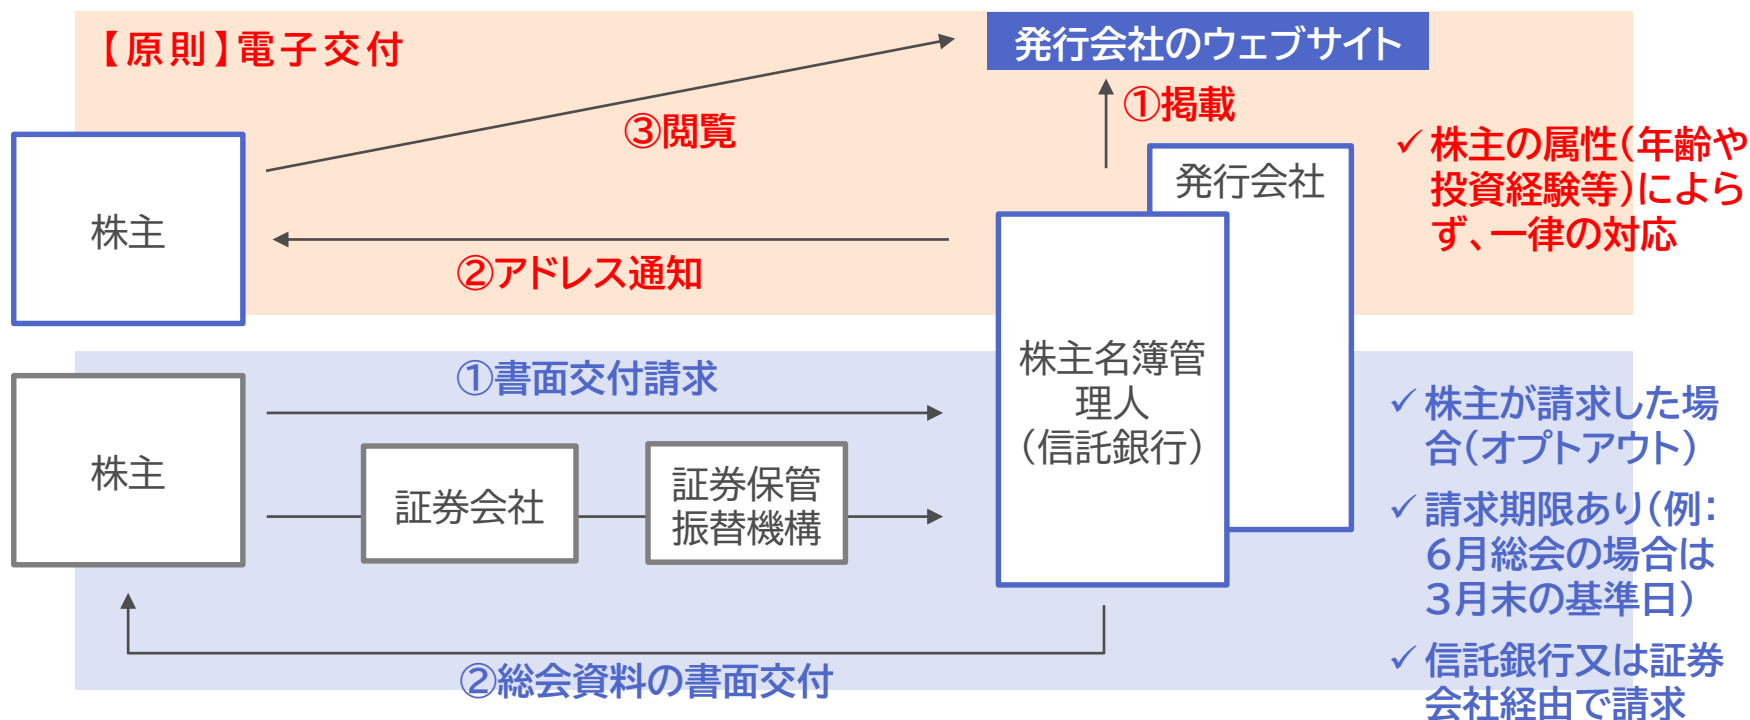 【原則】電子交付
発行会社のウェブサイト
①掲載
③閲覧
株主
②アドレス通知
発行会社
✓株主の属性(年齢や
投資経験等)によら
ず、一律の対応
株主名簿管
理人
(信託銀行)
①書面交付請求
株主
証券会社
証券保管
振替機構
②総会資料の書面交付
✓株主が請求した場
合(オプトアウト)
✓請求期限あり(例:
6月総会の場合は
3月末の基準日)
✓信託銀行又は証券
会社経由で請求